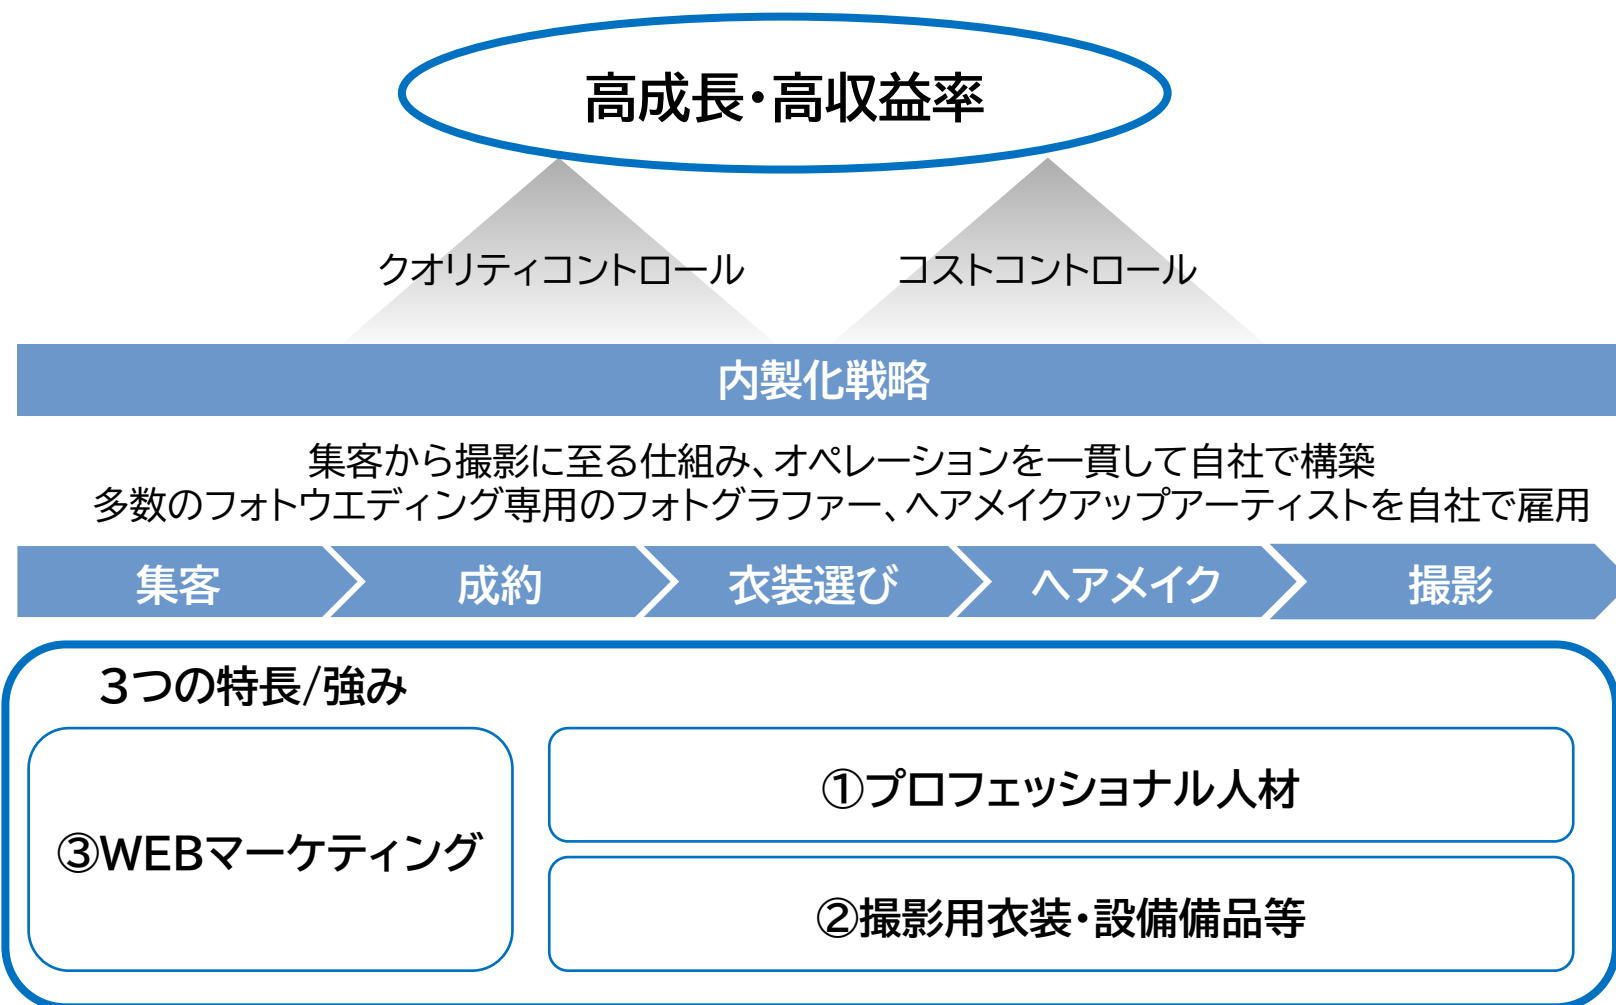 高成長・高収益率
クオリティコントロール
コストコントロール
内製化戦略
集客から撮影に至る仕組み、オペレーションを一貫して自社で構築
多数のフォトウエディング専用のフォトグラファー、ヘアメイクアップアーティストを自社で雇用
集客
成約
衣装選び
ヘアメイク
撮影
3つの特長/強み
③WEBマーケティング
①プロフェッショナル人材
②撮影用衣装・設備備品等